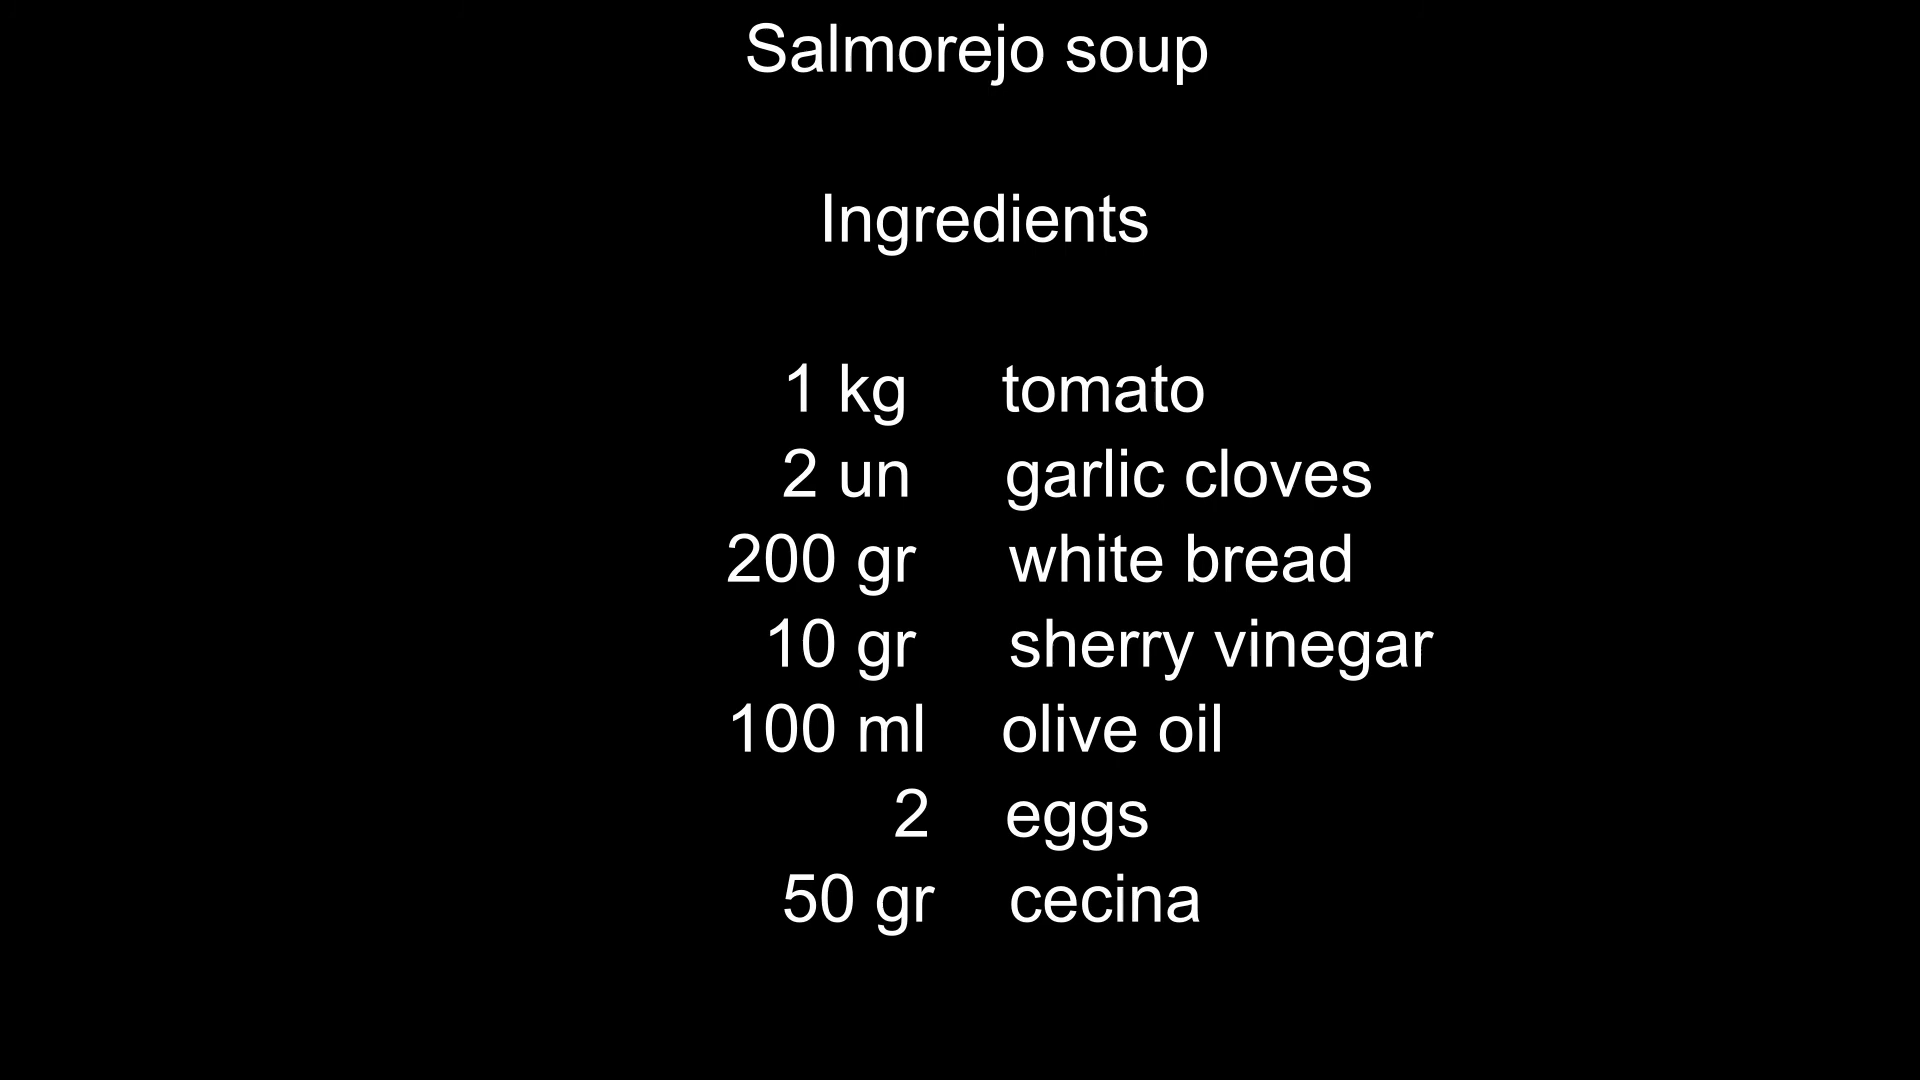 Salmorejo soup
Ingredients
1 kg tomato
2 un garlic cloves
200 gr white bread
10 gr sherry vinegar
100 ml olive oil
2 eggs
50 gr cecina